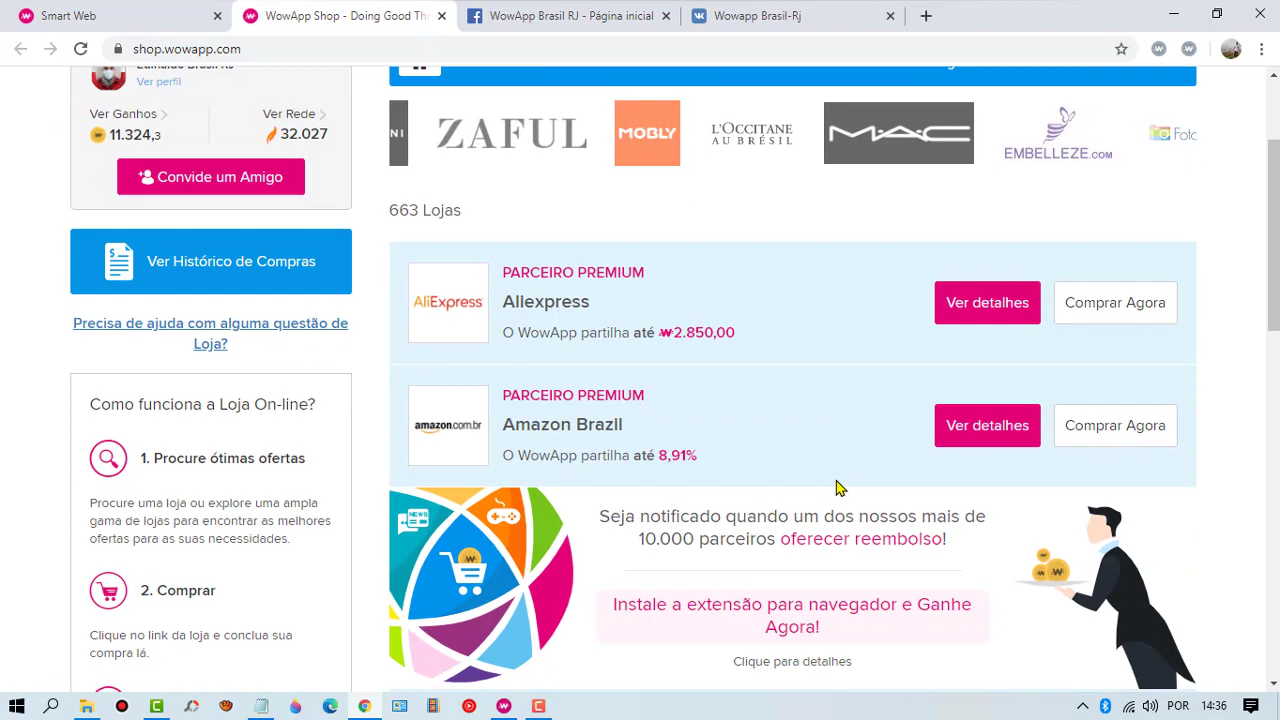 Smart Web
WowApp Shop - Doing Good Th
WowApp Brasil RJ - Página inicial
Wowapp Brasil-Rj
shop.wowapp.com
Ver perfil
Ver Ganhos
Ver Rede
11.324,3
32.027
Convide um Amigo
Ver Histórico de Compras
Precisa de ajuda com alguma questão de
Loja?
Como funciona a Loja On-line?
1. Procure ótimas ofertas
Procure uma loja ou explore uma ampla
gama de lojas para encontrar as melhores
ofertas para as suas necessidades.
2. Comprar
Clique no link da loja e conclua sua
compra lá.
NI
ZAFUL
MOBLY
L'OCCITANE
AU BRÉSIL
MAC
EMBELLEZE.COM
Foto
663 Lojas
AliExpress
PARCEIRO PREMIUM
Aliexpress
O WowApp partilha até ₩2.850,00
Ver detalhes
Comprar Agora
amazon.com.br
PARCEIRO PREMIUM
Amazon Brazil
O WowApp partilha até 8,91%
Ver detalhes
Comprar Agora
NEWS
Seja notificado quando um dos nossos mais de
10.000 parceiros oferecer reembolso!
Instale a extensão para navegador e Ganhe
Agora!
Clique para detalhes
POR
14:36